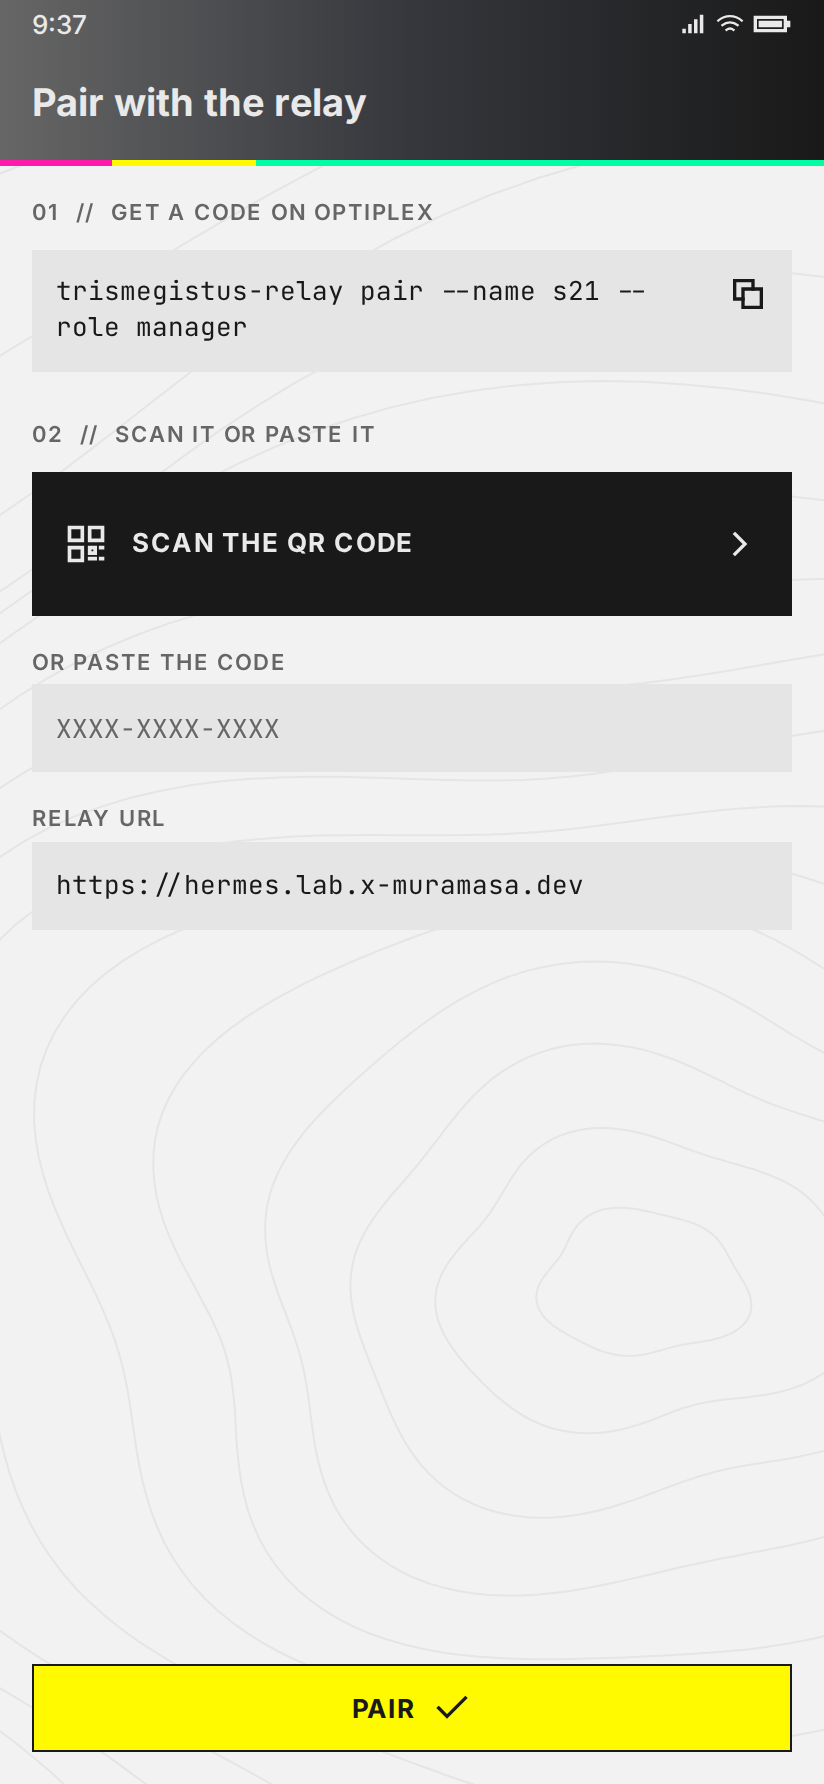 9:37
Pair with the relay
01 // GET A CODE ON OPTIPLEX
trismegistus-relay pair --name s21 --
role manager
02 // SCAN IT OR PASTE IT
SCAN THE QR CODE
OR PASTE THE CODE
XXXX-XXXX-XXXX
RELAY URL
https://hermes.lab.x-muramasa.dev
PAIR